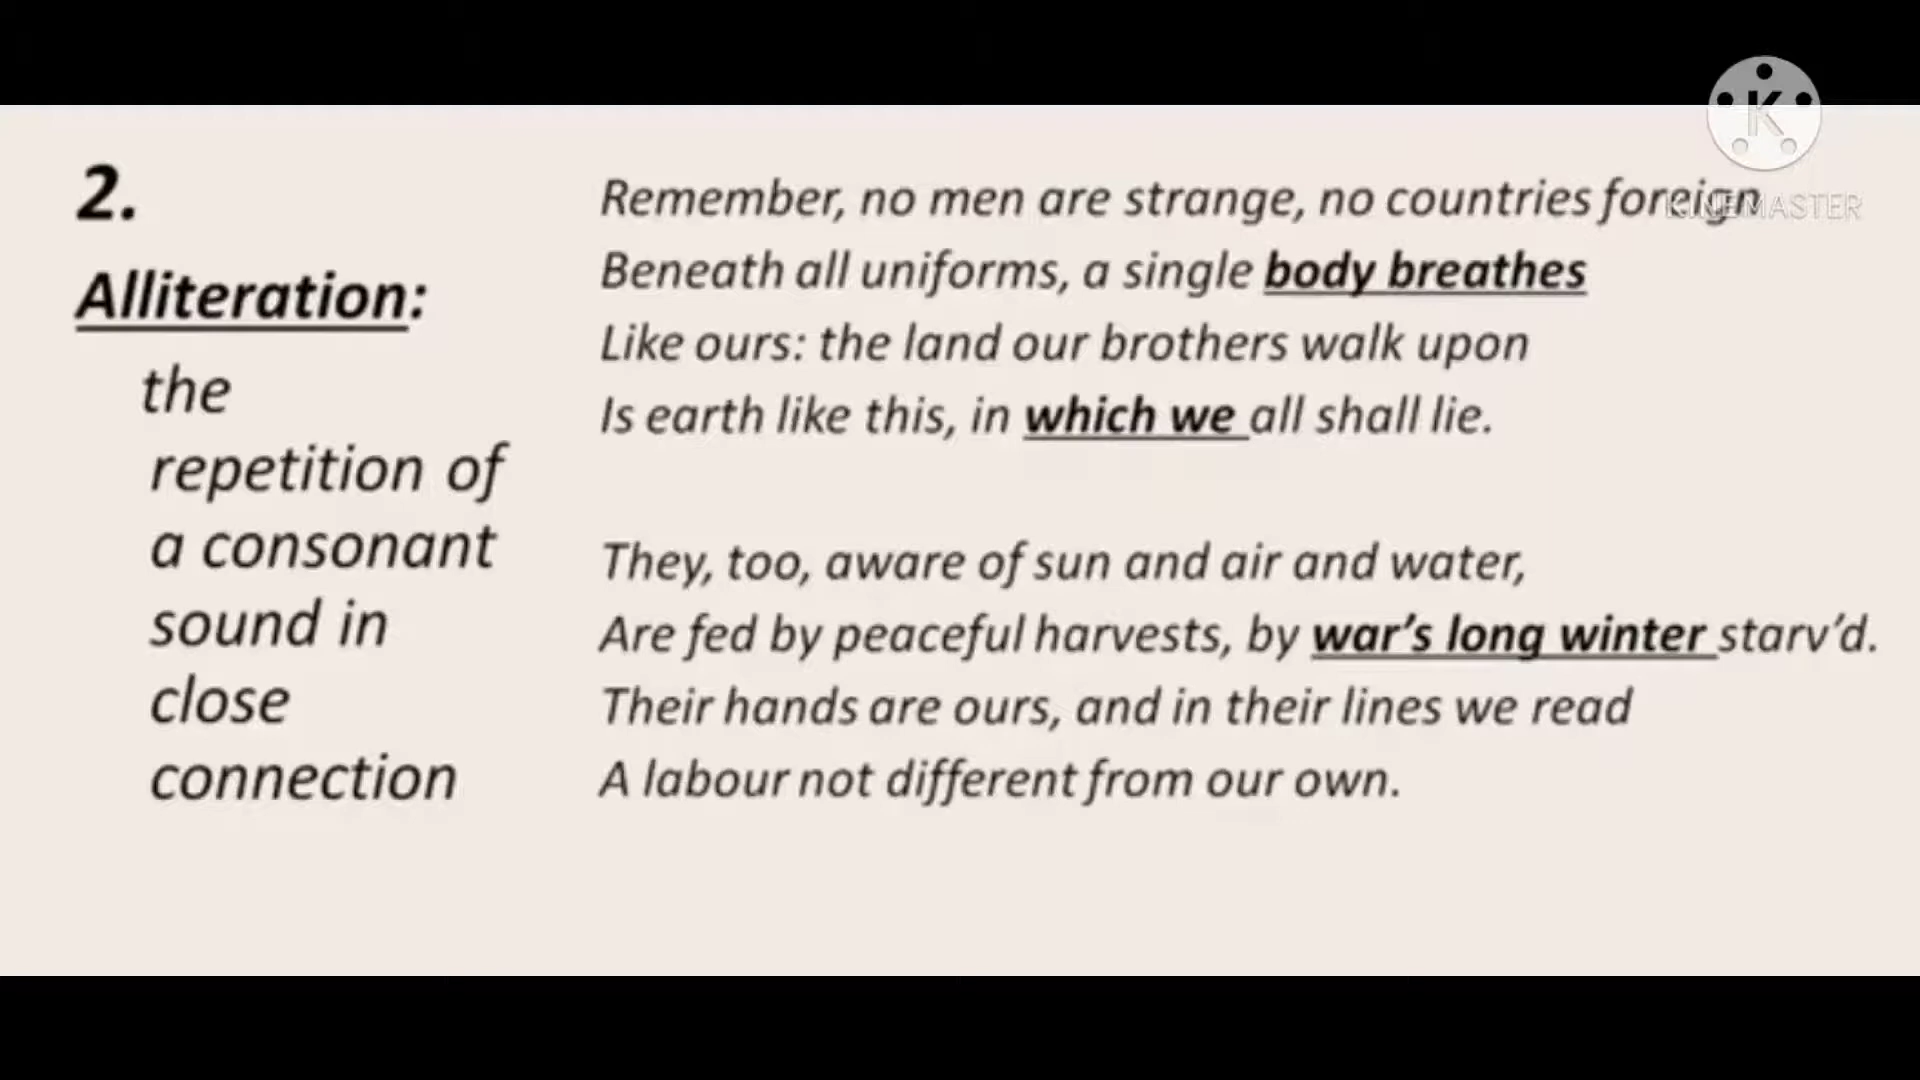 2.
Alliteration:
the
repetition of
a consonant
sound in
close
connection
Remember, no men are strange, no countries foreign
Beneath all uniforms, a single body breathes
Like ours: the land our brothers walk upon
Is earth like this, in which we all shall lie.
They, too, aware of sun and air and water,
Are fed by peaceful harvests, by war's long winter starv'd.
Their hands are ours, and in their lines we read
A labour not different from our own.
K
KINEMASTER